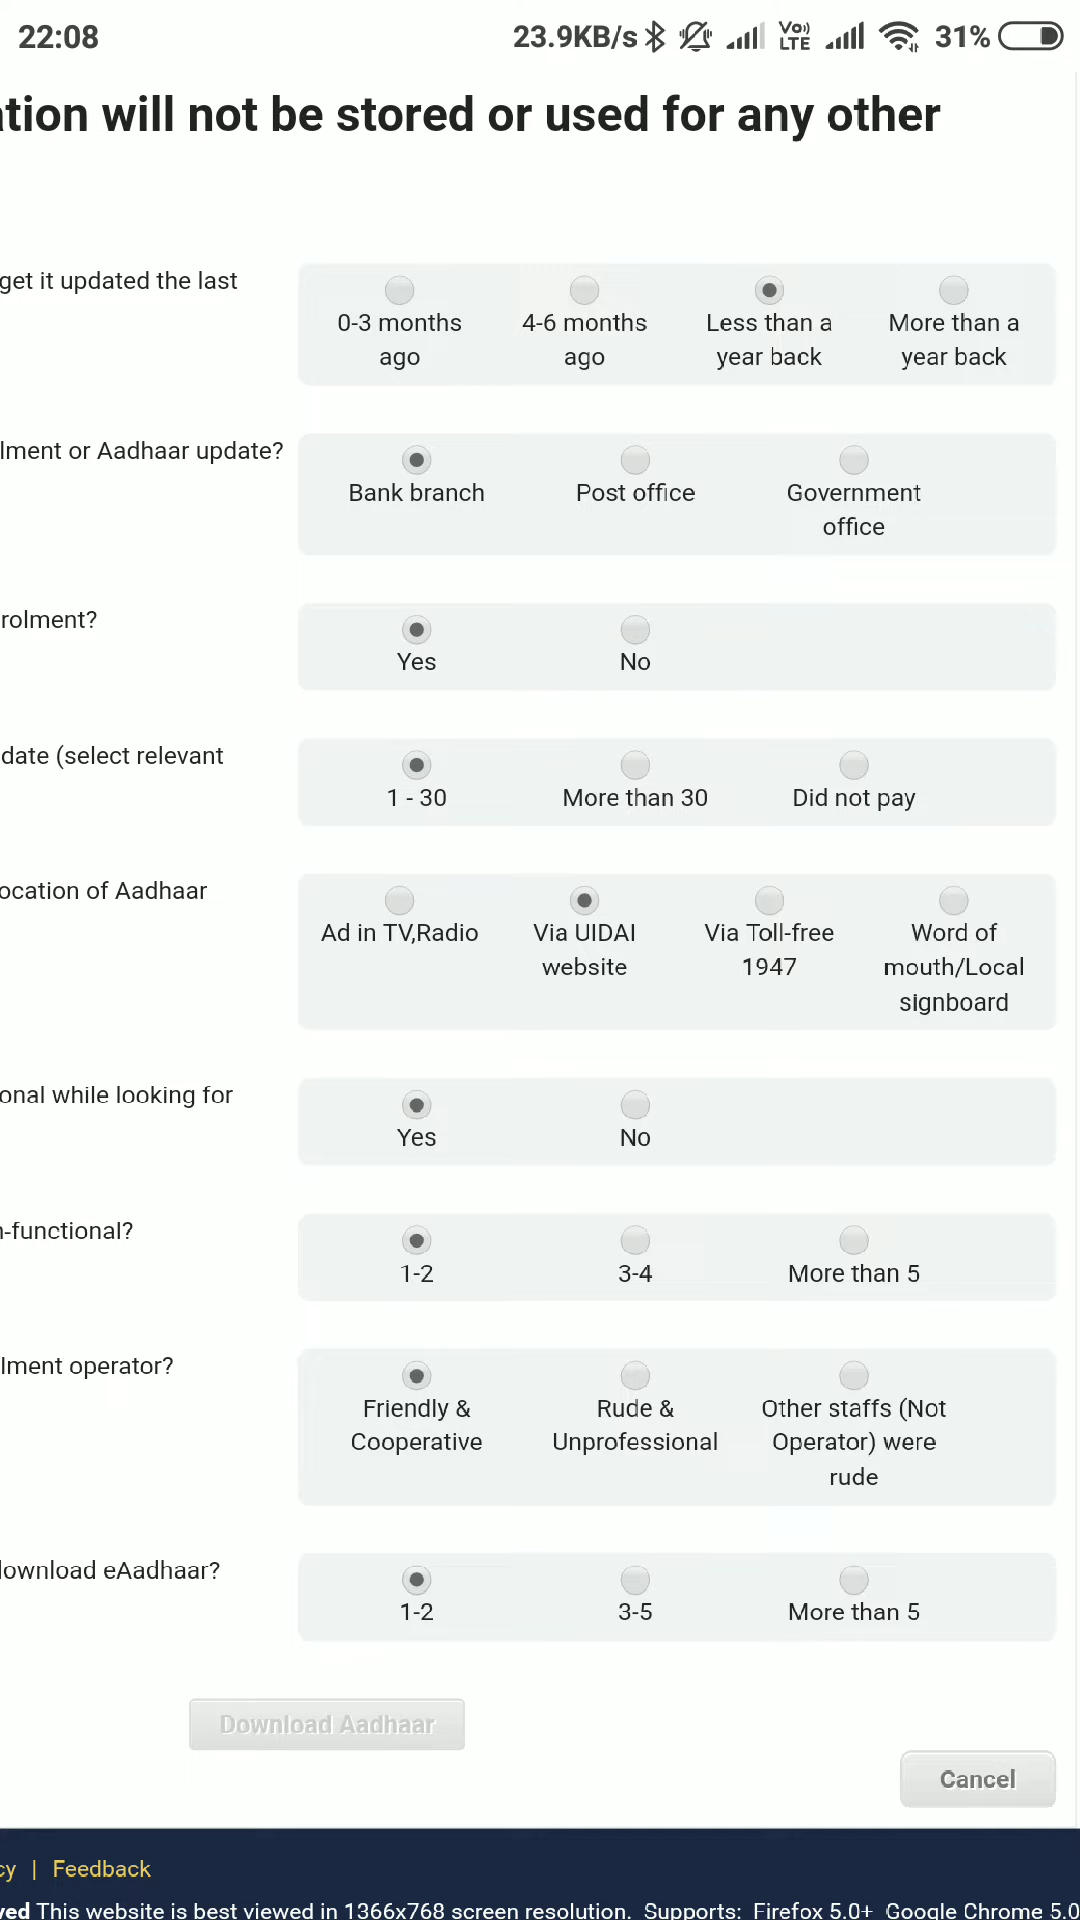 22:08 23.9KB/s Vo)) LTE 31%
tion will not be stored or used for any other
get it updated the last
0-3 months ago
4-6 months ago
Less than a year back
More than a year back
lment or Aadhaar update?
Bank branch
Post office
Government office
rolment?
Yes
No
date (select relevant
1 - 30
More than 30
Did not pay
ocation of Aadhaar
Ad in TV,Radio
Via UIDAI website
Via Toll-free 1947
Word of mouth/Local signboard
onal while looking for
Yes
No
-functional?
1-2
3-4
More than 5
lment operator?
Friendly & Cooperative
Rude & Unprofessional
Other staffs (Not Operator) were rude
ownload eAadhaar?
1-2
3-5
More than 5
Download Aadhaar
Cancel
cy | Feedback
ved This website is best viewed in 1366x768 screen resolution. Supports: Firefox 5.0+ Google Chrome 5.0